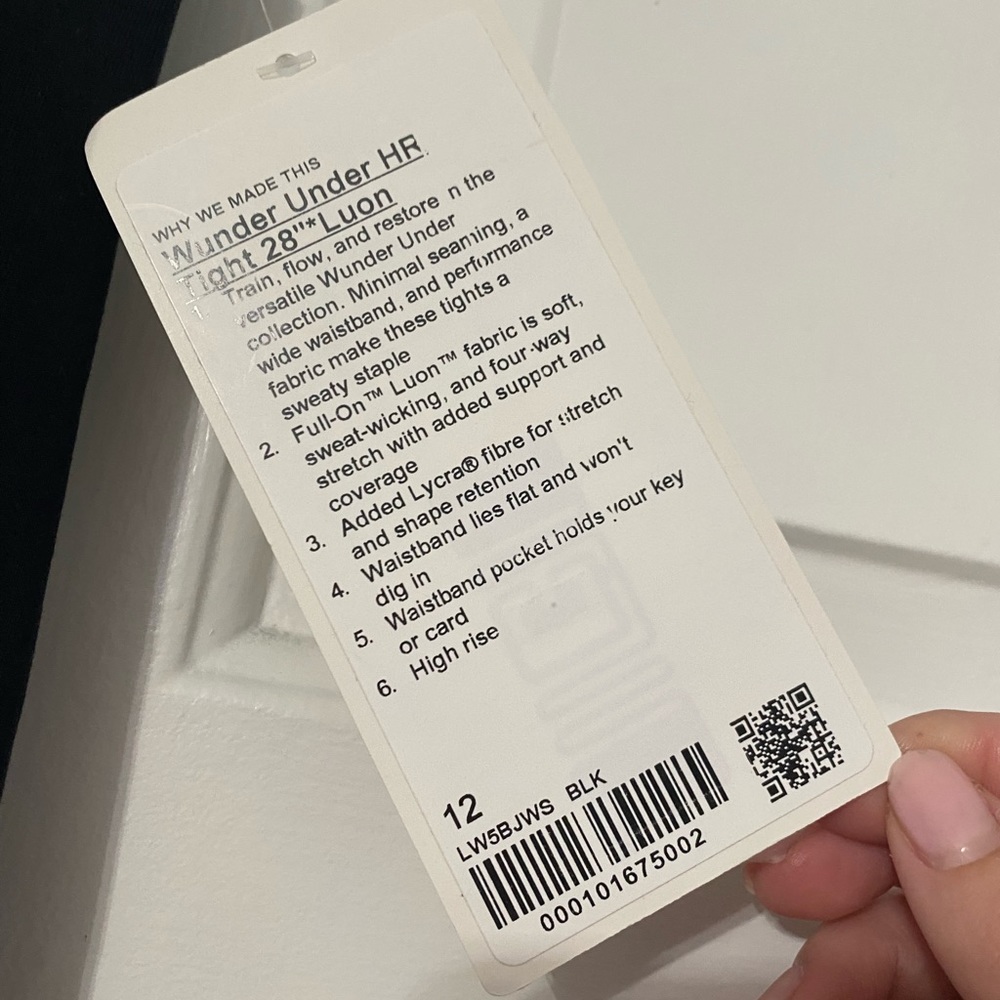 WHY WE MADE THIS
Wunder Under HR
Tight 28"*Luon
Train, flow, and restore n the
versatile Wunder Under
collection. Minimal seaming, a
wide waistband, and performance
fabric make these tights a
sweaty staple
2. Full-On™ Luon™ fabric is soft,
sweat-wicking, and four-way
stretch with added support and
coverage
3. Added Lycra® fibre for stretch
and shape retention
4. Waistband lies flat and won't
dig in
5. Waistband pocket holds your key
or card
6. High rise
12
LW5BJWS BLK
000101675002